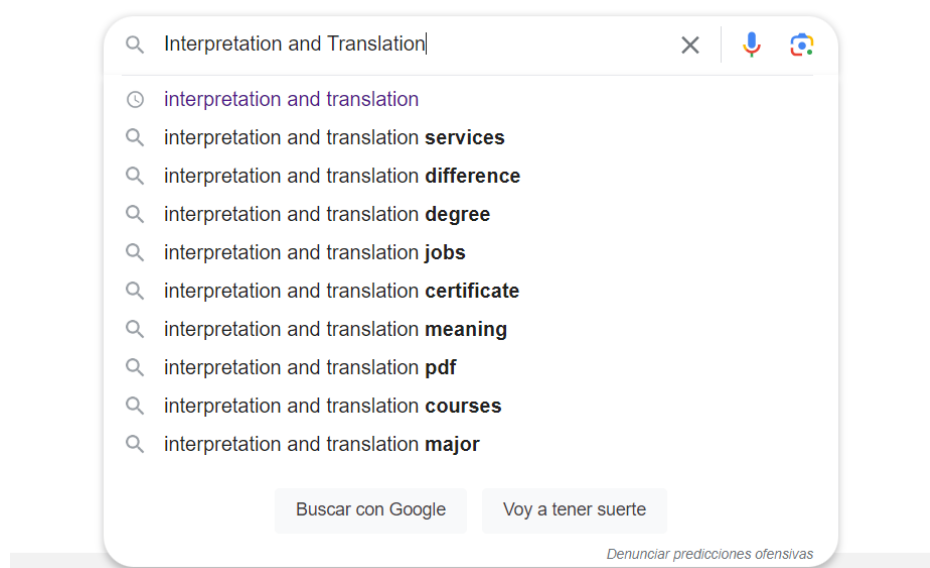 Interpretation and Translation
interpretation and translation
interpretation and translation services
interpretation and translation difference
interpretation and translation degree
interpretation and translation jobs
interpretation and translation certificate
interpretation and translation meaning
interpretation and translation pdf
interpretation and translation courses
interpretation and translation major
Buscar con Google Voy a tener suerte
Denunciar predicciones ofensivas